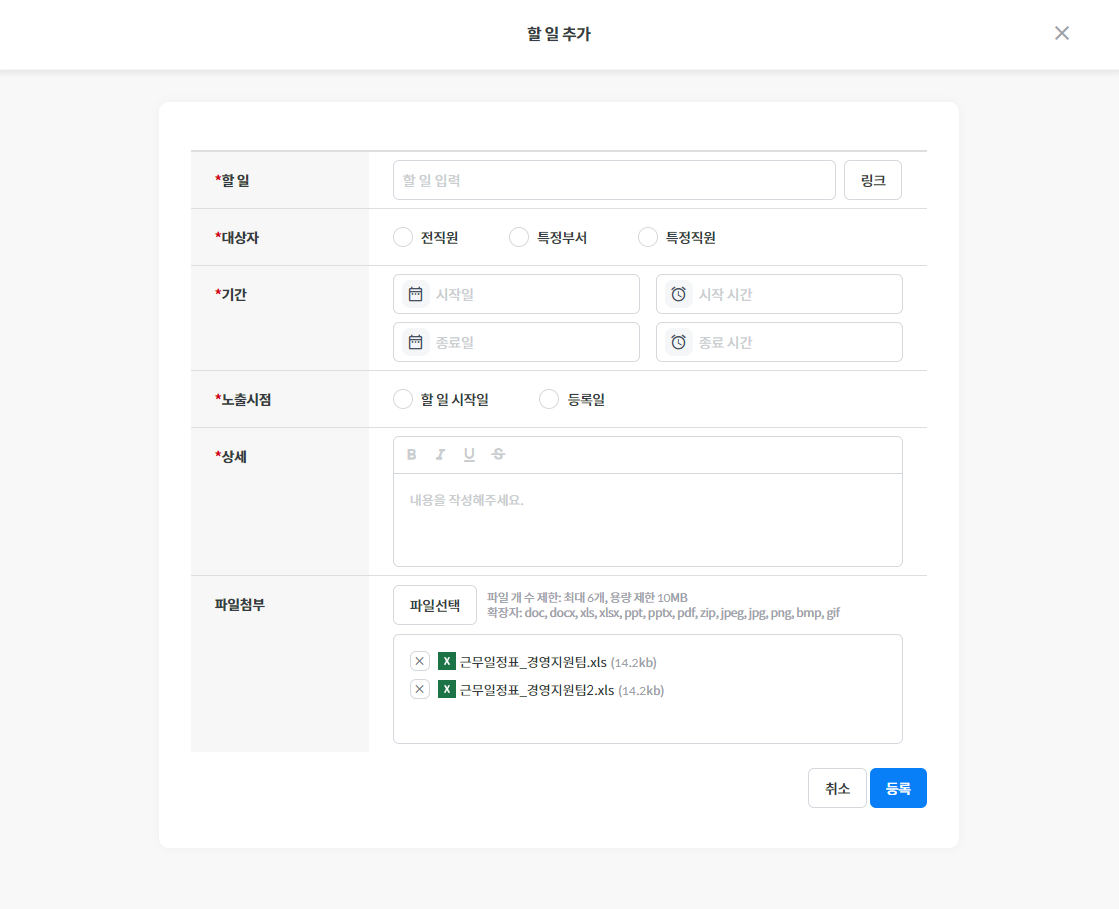 할 일 추가
*할 일
할 일 입력
링크
*대상자
전직원
특정부서
특정직원
*기간
시작일
시작 시간
종료일
종료 시간
*노출시점
할 일 시작일
등록일
*상세
B I U S
내용을 작성해주세요.
파일첨부
파일선택
파일 개 수 제한: 최대 6개, 용량 제한 10MB
확장자: doc, docx, xls, xlsx, ppt, pptx, pdf, zip, jpeg, jpg, png, bmp, gif
X 근무일정표_경영지원팀.xls (14.2kb)
X 근무일정표_경영지원팀2.xls (14.2kb)
취소
등록